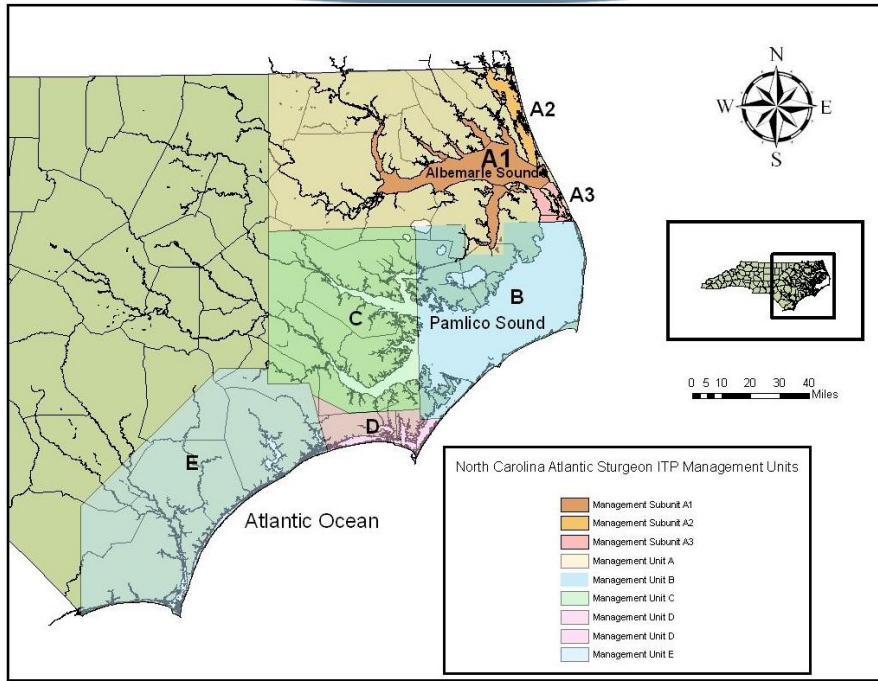 N
W E
S
A2
A1
Albemarle Sound
A3
B
C
Pamlico Sound
D
E
Atlantic Ocean
0 5 10 20 30 40
Miles
North Carolina Atlantic Sturgeon ITP Management Units
Management Subunit A1
Management Subunit A2
Management Subunit A3
Management Unit A
Management Unit B
Management Unit C
Management Unit D
Management Unit D
Management Unit E